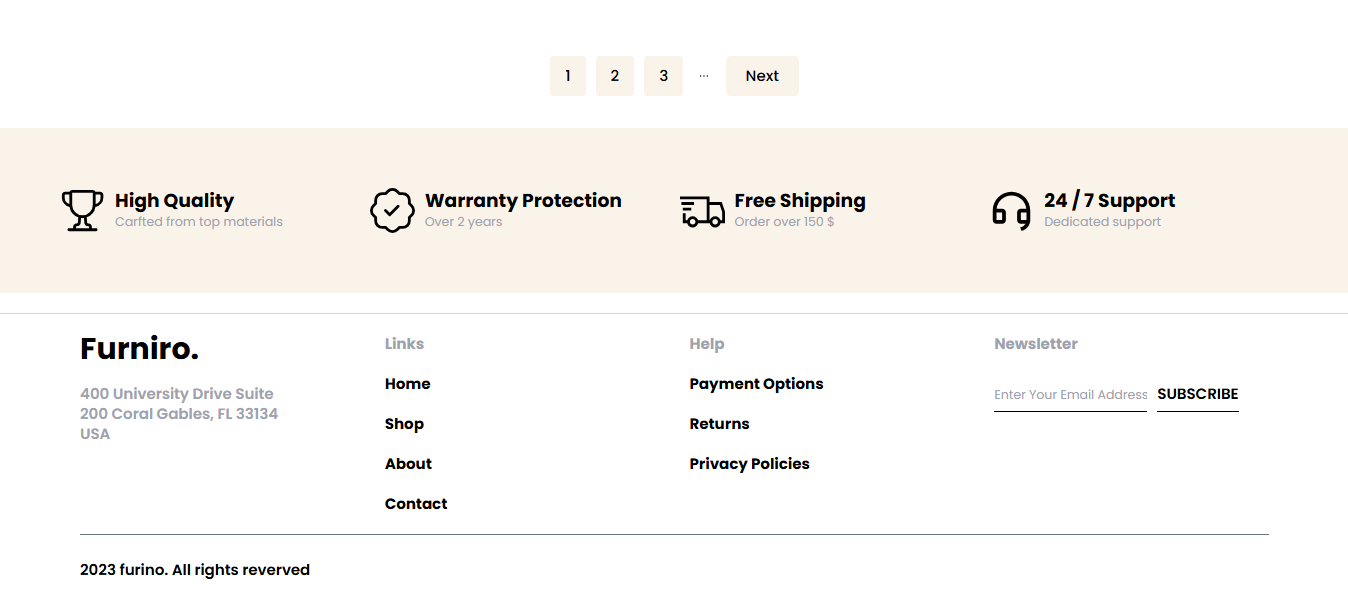 1 2 3 ... Next
High Quality
Carfted from top materials
Warranty Protection
Over 2 years
Free Shipping
Order over 150 $
24 / 7 Support
Dedicated support
Furniro.
400 University Drive Suite
200 Coral Gables, FL 33134
USA
Links
Home
Shop
About
Contact
Help
Payment Options
Returns
Privacy Policies
Newsletter
Enter Your Email Address SUBSCRIBE
2023 furino. All rights reverved